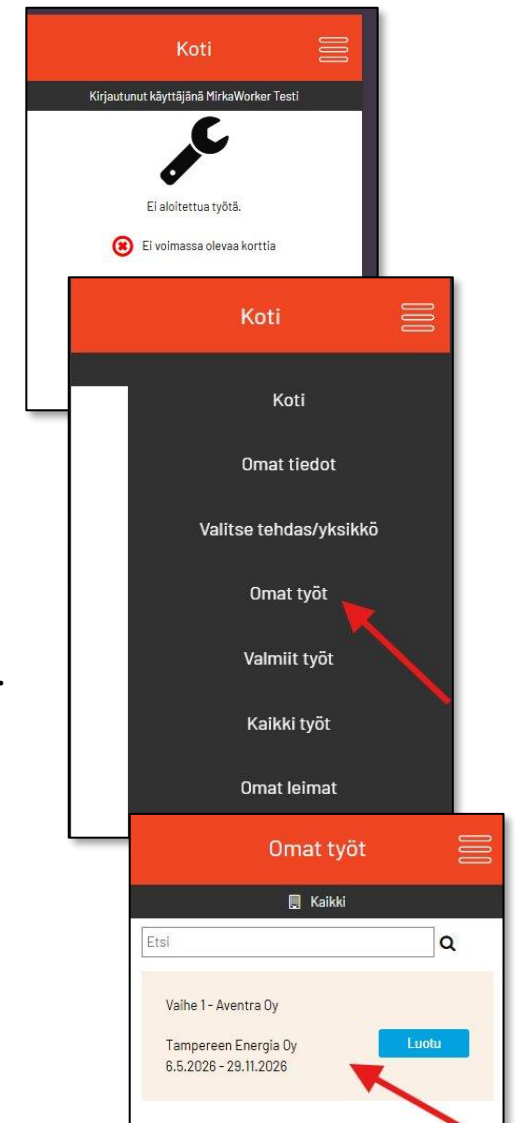 Koti
Kirjautunut käyttäjänä MirkaWorker Testi
Ei aloitettua työtä.
Ei voimassa olevaa korttia
Koti
Koti
Omat tiedot
Valitse tehdas/yksikkö
Omat työt
Valmiit työt
Kaikki työt
Omat leimat
.
Omat työt
Kaikki
Etsi
Vaihe 1 - Aventra Oy
Tampereen Energia Oy
Luotu
6.5.2026 - 29.11.2026